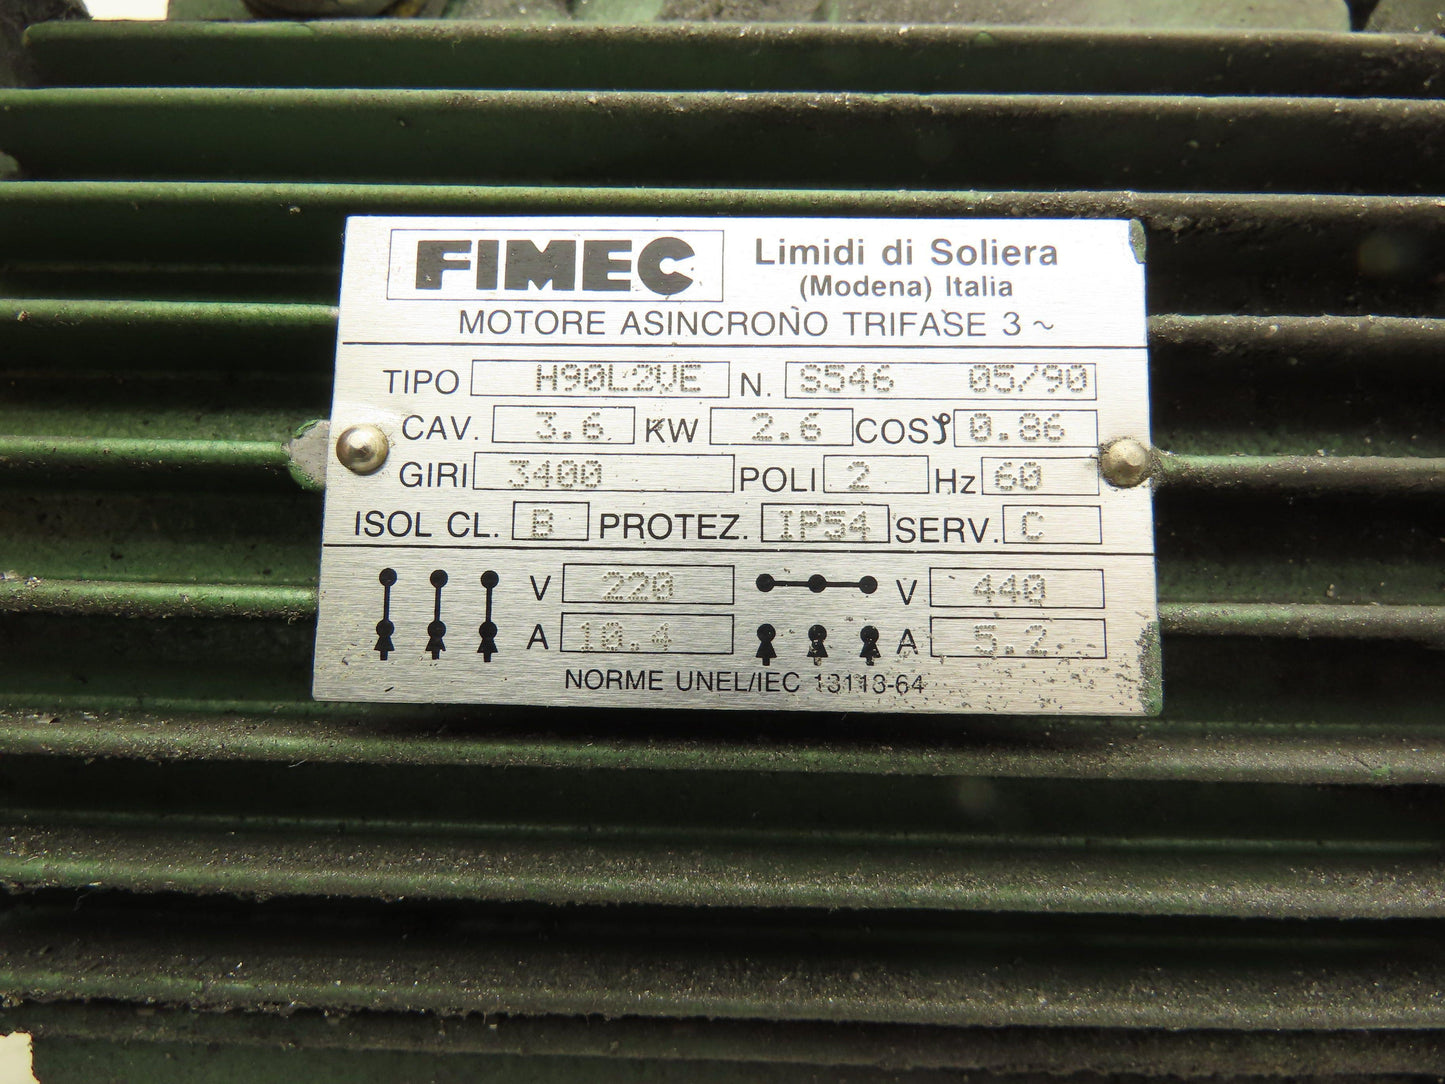 FIMEC Limidi di Soliera
(Modena) Italia
MOTORE ASINCRONO TRIFASE 3 ~
TIPO H90L2VE N. S546 05/90
CAV. 3.6 KW 2.6 COSφ 0.86
GIRI 3400 POLI 2 Hz 60
ISOL CL. B PROTEZ. IP54 SERV. C
V 220 V 440
A 10.4 A 5.2
NORME UNEL/IEC 13113-64